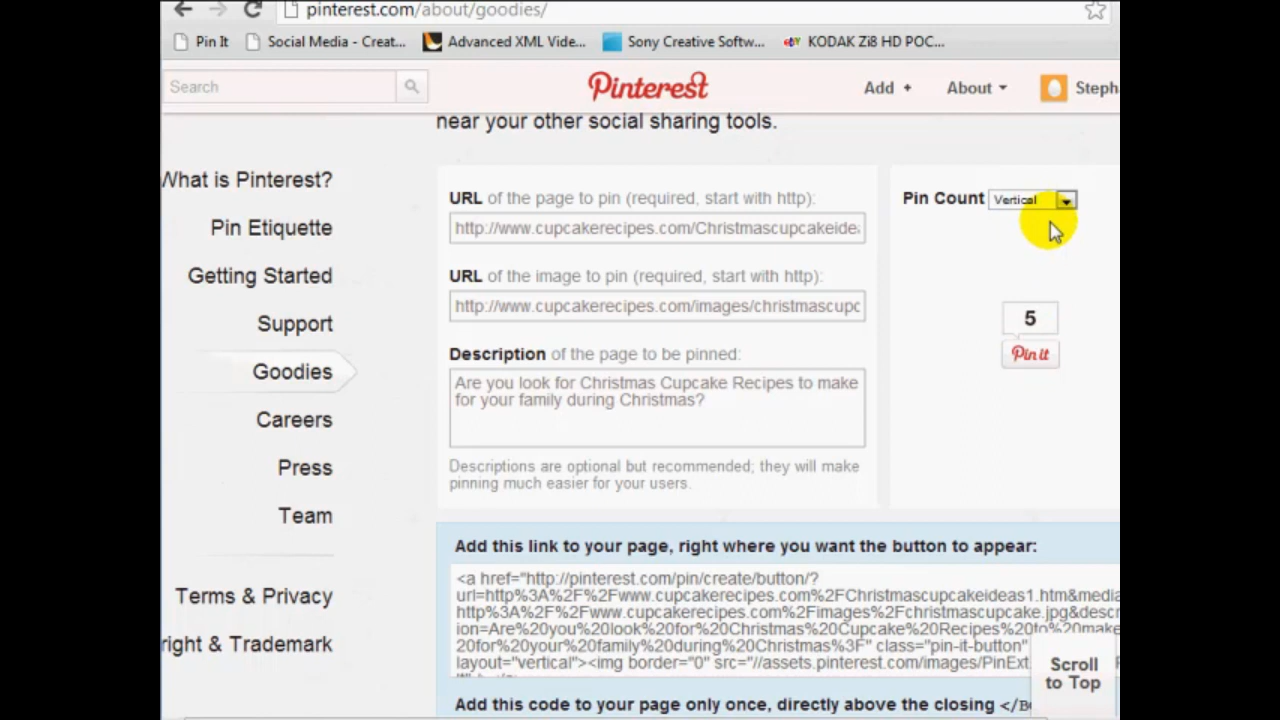 pinterest.com/about/goodies/
Pin It Social Media - Creat... Advanced XML Vide... Sony Creative Softw... KODAK Zi8 HD POC...
Search Pinterest Add + About Steph
near your other social sharing tools.
What is Pinterest?
Pin Etiquette
Getting Started
Support
Goodies
Careers
Press
Team
Terms & Privacy
right & Trademark
URL of the page to pin (required, start with http):
http://www.cupcakerecipes.com/Christmascupcakeidea
URL of the image to pin (required, start with http):
http://www.cupcakerecipes.com/images/christmascupc
Description of the page to be pinned:
Are you look for Christmas Cupcake Recipes to make
for your family during Christmas?
Descriptions are optional but recommended; they will make
pinning much easier for your users.
Pin Count Vertical
5
Pin it
Add this link to your page, right where you want the button to appear:
<a href="http://pinterest.com/pin/create/button/?
url=http%3A%2F%2Fwww.cupcakerecipes.com%2FChristmascupcakeideas1.htm&media
http%3A%2F%2Fwww.cupcakerecipes.com%2Fimages%2Fchristmascupcake.jpg&descr
ion=Are%20you%20look%20for%20Christmas%20Cupcake%20Recipes%20to%20make
%20for%20your%20family%20during%20Christmas%3F" class="pin-it-button"
layout="vertical"><img border="0" src="//assets.pinterest.com/images/PinExt
Scroll
to Top
Add this code to your page only once, directly above the closing </B